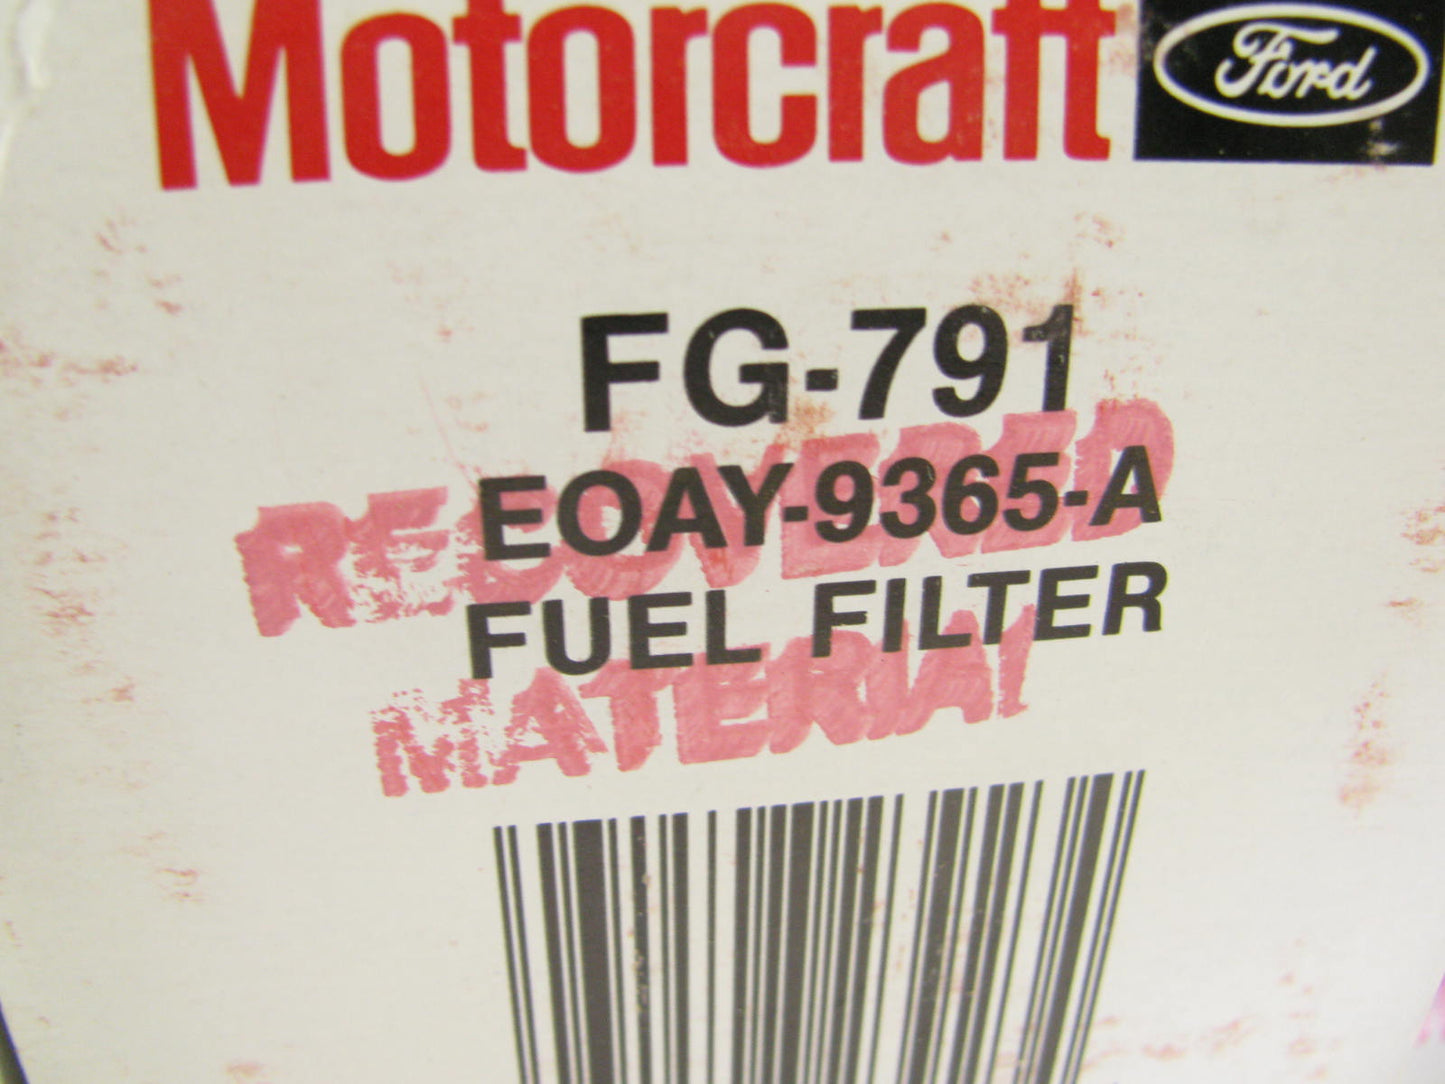 Motorcraft Ford
FG-791
EOAY-9365-A
RECOVERED
FUEL FILTER
MATERIAL